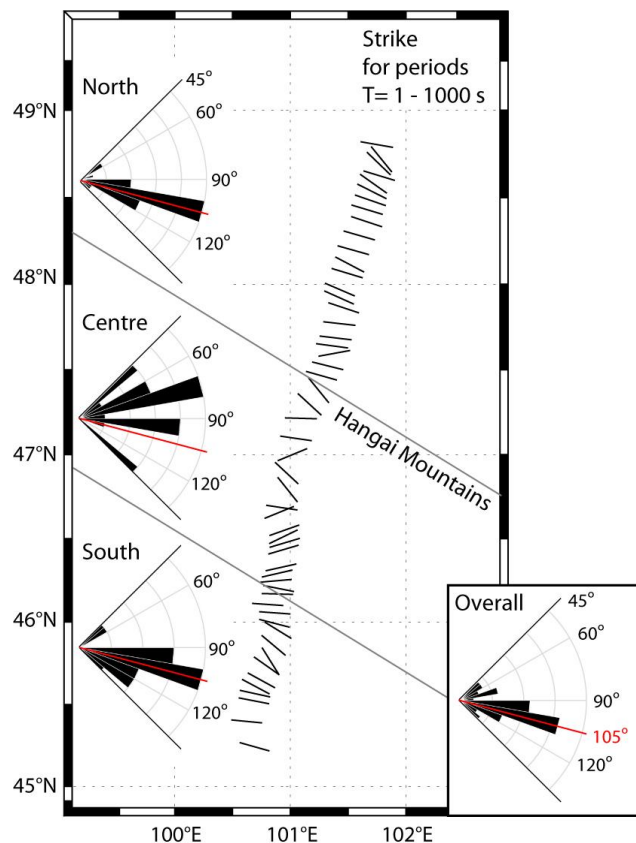 Strike
for periods
T= 1 - 1000 s
North
45°
60°
90°
120°
49°N
48°N
Centre
60°
90°
120°
47°N
Hangai Mountains
South
60°
90°
120°
46°N
45°N
Overall
45°
60°
90°
105°
120°
100°E
101°E
102°E